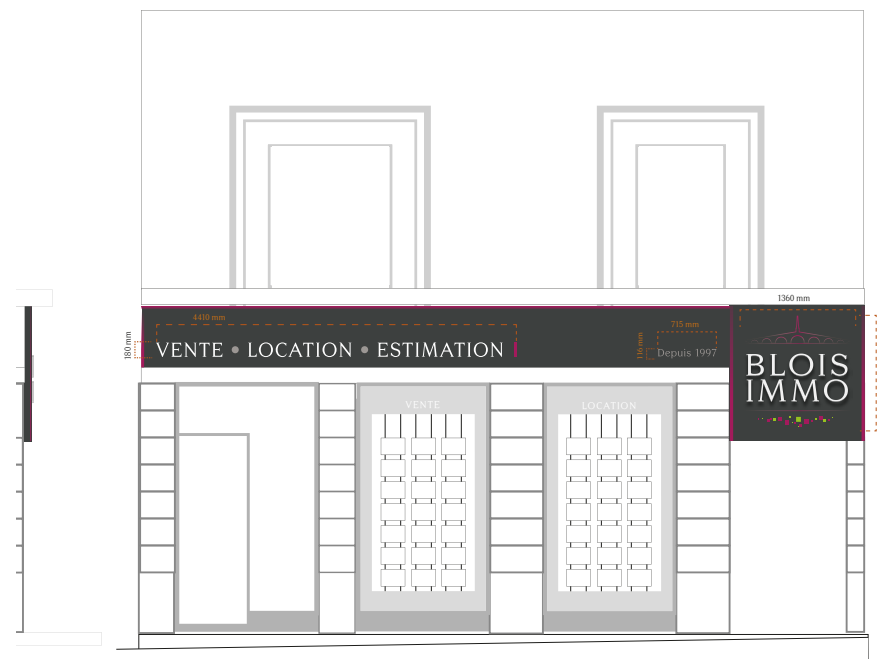 1360 mm
4410 mm
715 mm
180 mm
VENTE • LOCATION • ESTIMATION
116 mm
Depuis 1997
BLOIS
IMMO
VENTE
LOCATION